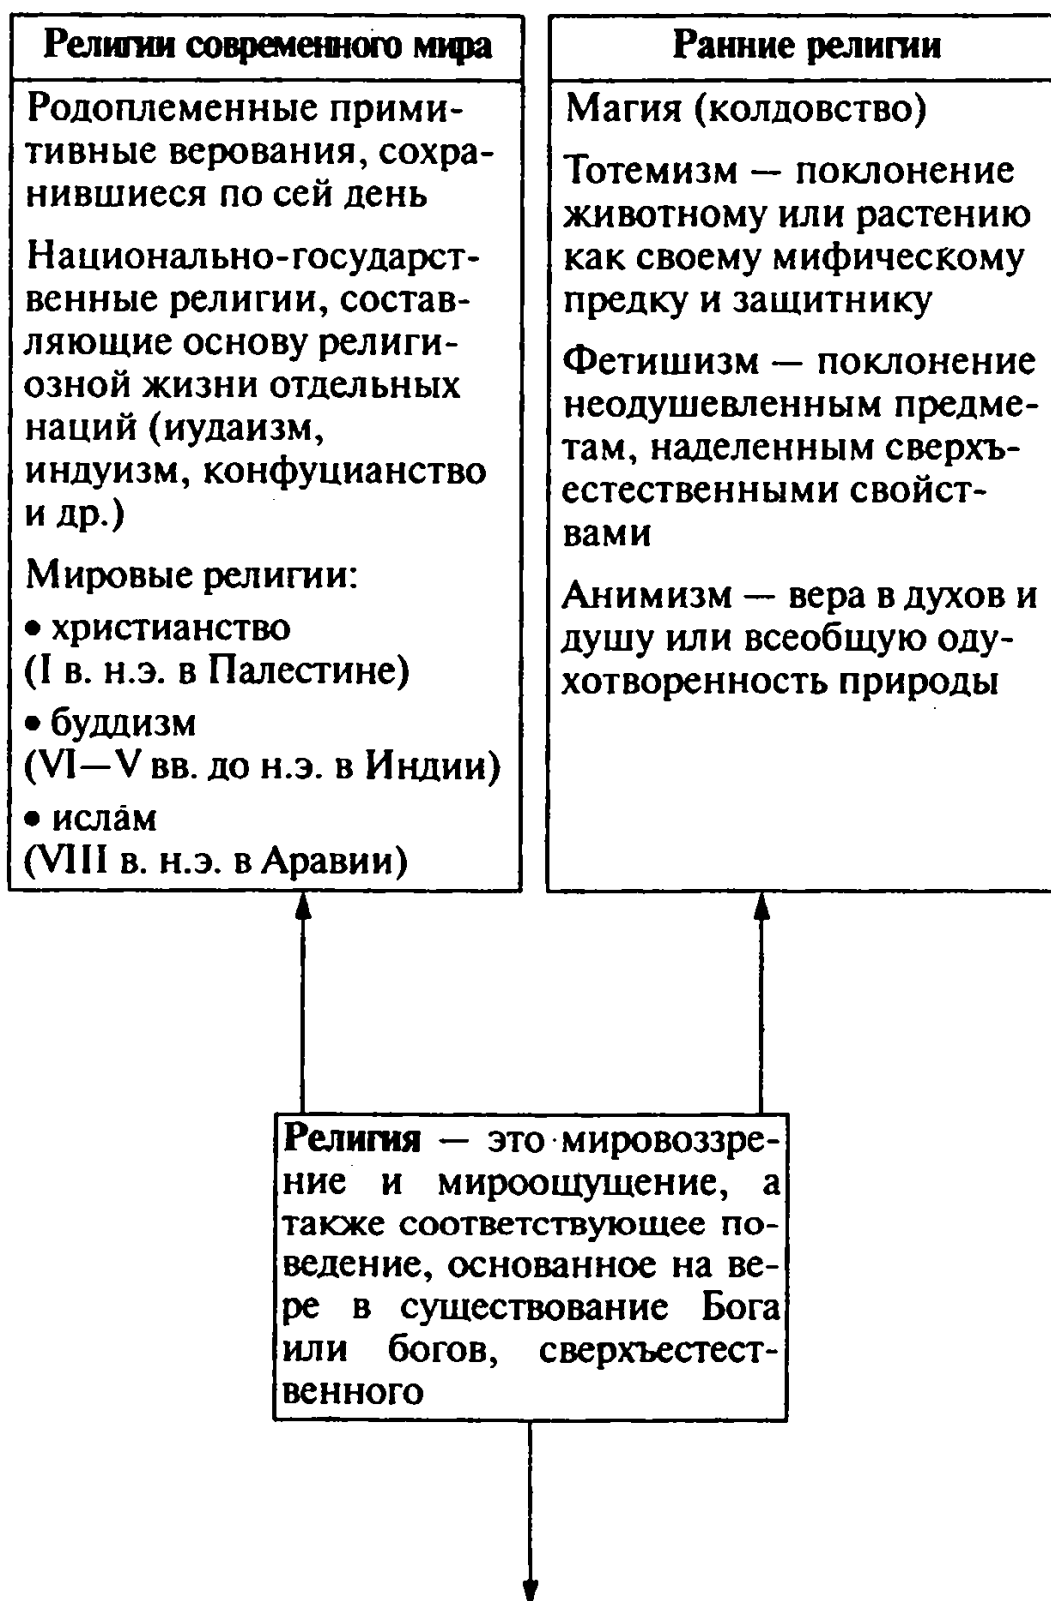 Религии современного мира
Родоплеменные прими-
тивные верования, сохра-
нившиеся по сей день
Национально-государст-
венные религии, состав-
ляющие основу религи-
озной жизни отдельных
наций (иудаизм,
индуизм, конфуцианство
и др.)
Мировые религии:
• христианство
(I в. н.э. в Палестине)
• буддизм
(VI—V вв. до н.э. в Индии)
• ислам
(VIII в. н.э. в Аравии)
Ранние религии
Магия (колдовство)
Тотемизм — поклонение
животному или растению
как своему мифическому
предку и защитнику
Фетишизм — поклонение
неодушевленным предме-
там, наделенным сверхъ-
естественными свойст-
вами
Анимизм — вера в духов и
душу или всеобщую оду-
хотворенность природы
Религия — это мировоззре-
ние и мироощущение, а
также соответствующее по-
ведение, основанное на ве-
ре в существование Бога
или богов, сверхъестест-
венного